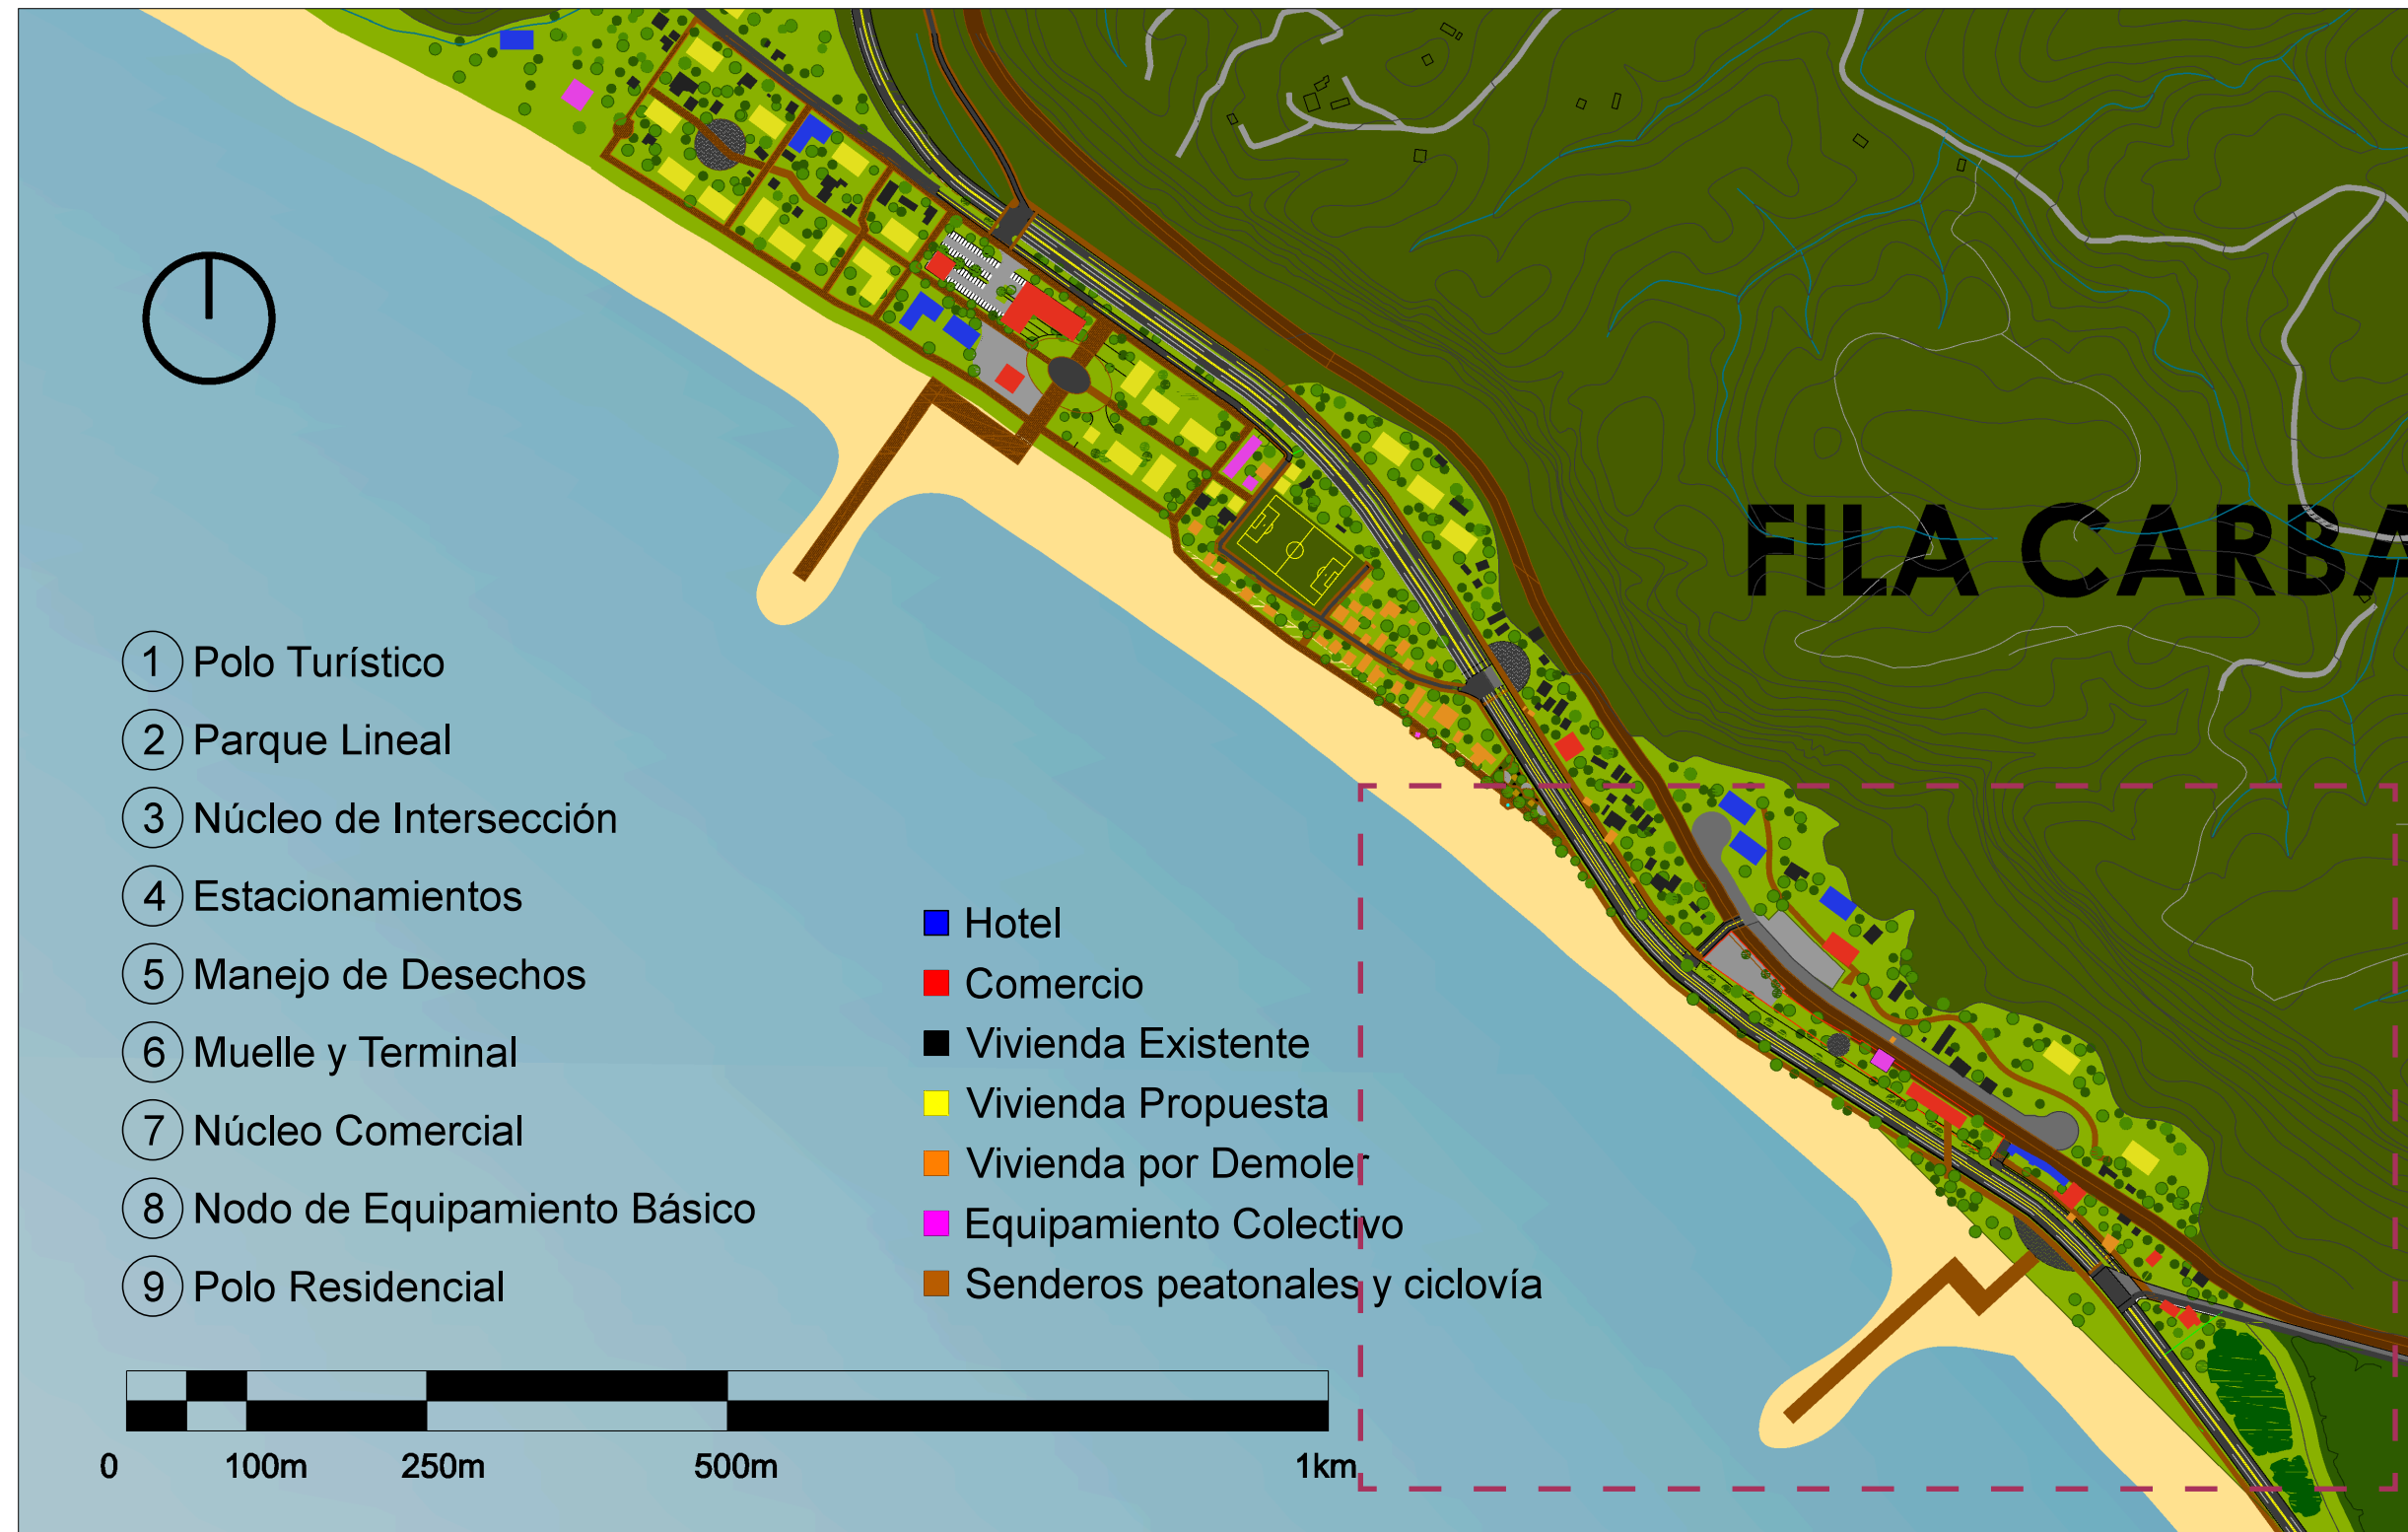 FILA CARBA
1 Polo Turístico
2 Parque Lineal
3 Núcleo de Intersección
4 Estacionamientos
5 Manejo de Desechos
6 Muelle y Terminal
7 Núcleo Comercial
8 Nodo de Equipamiento Básico
9 Polo Residencial
Hotel
Comercio
Vivienda Existente
Vivienda Propuesta
Vivienda por Demoler
Equipamiento Colectivo
Senderos peatonales y ciclovía
0 100m 250m 500m 1km